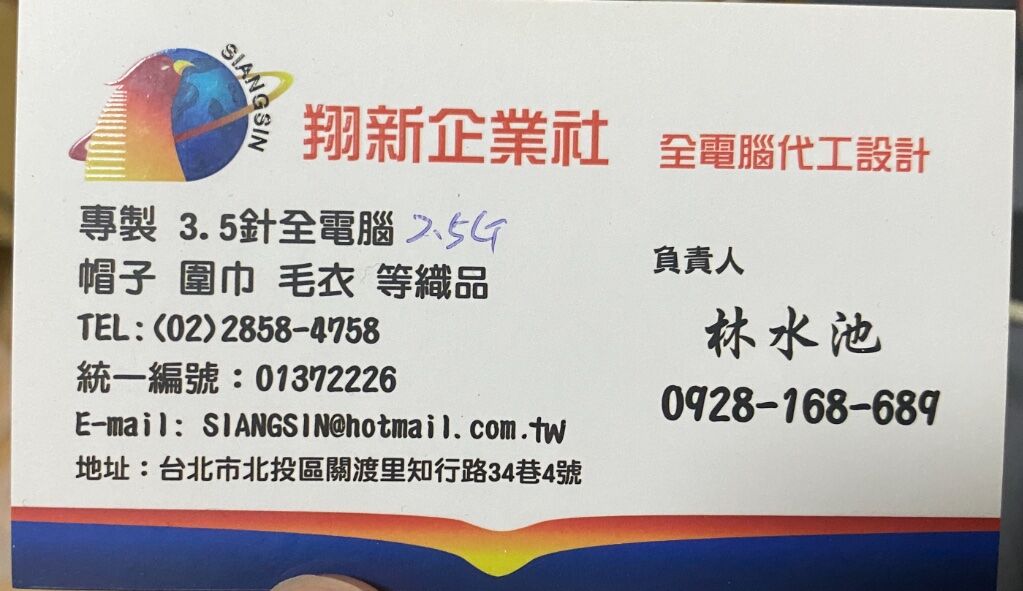 SIANGSIN
翔新企業社 全電腦代工設計
專製 3.5針全電腦 2.5G
帽子 圍巾 毛衣 等織品
TEL:(02)2858-4758
統一編號：01372226
E-mail: SIANGSIN@hotmail.com.tw
地址：台北市北投區關渡里知行路34巷4號
負責人
林水池
0928-168-689